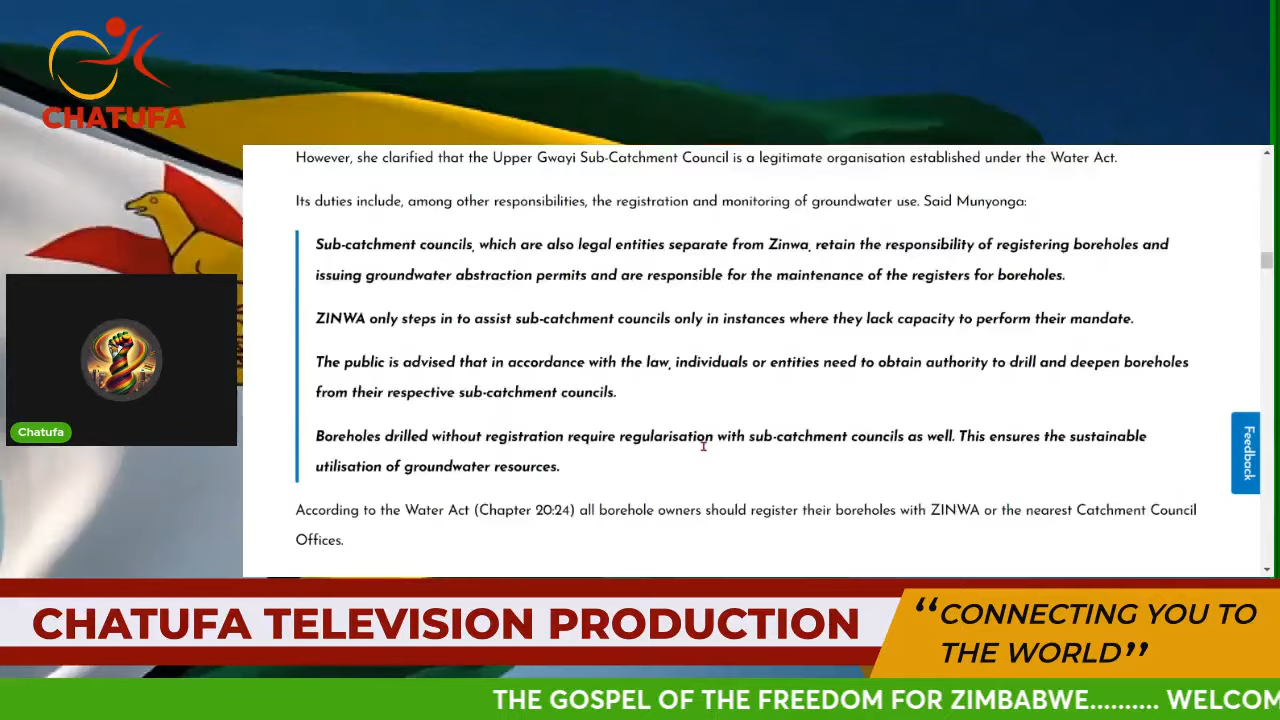 CHATUFA
However, she clarified that the Upper Gwayi Sub-Catchment Council is a legitimate organisation established under the Water Act.
Its duties include, among other responsibilities, the registration and monitoring of groundwater use. Said Munyonga:
Sub-catchment councils, which are also legal entities separate from Zinwa, retain the responsibility of registering boreholes and
issuing groundwater abstraction permits and are responsible for the maintenance of the registers for boreholes.
ZINWA only steps in to assist sub-catchment councils only in instances where they lack capacity to perform their mandate.
The public is advised that in accordance with the law, individuals or entities need to obtain authority to drill and deepen boreholes
from their respective sub-catchment councils.
Boreholes drilled without registration require regularisation with sub-catchment councils as well. This ensures the sustainable
utilisation of groundwater resources.
According to the Water Act (Chapter 20:24) all borehole owners should register their boreholes with ZINWA or the nearest Catchment Council
Offices.
Feedback
Chatufa
CHATUFA TELEVISION PRODUCTION
“CONNECTING YOU TO
THE WORLD”
THE GOSPEL OF THE FREEDOM FOR ZIMBABWE.......... WELCOM